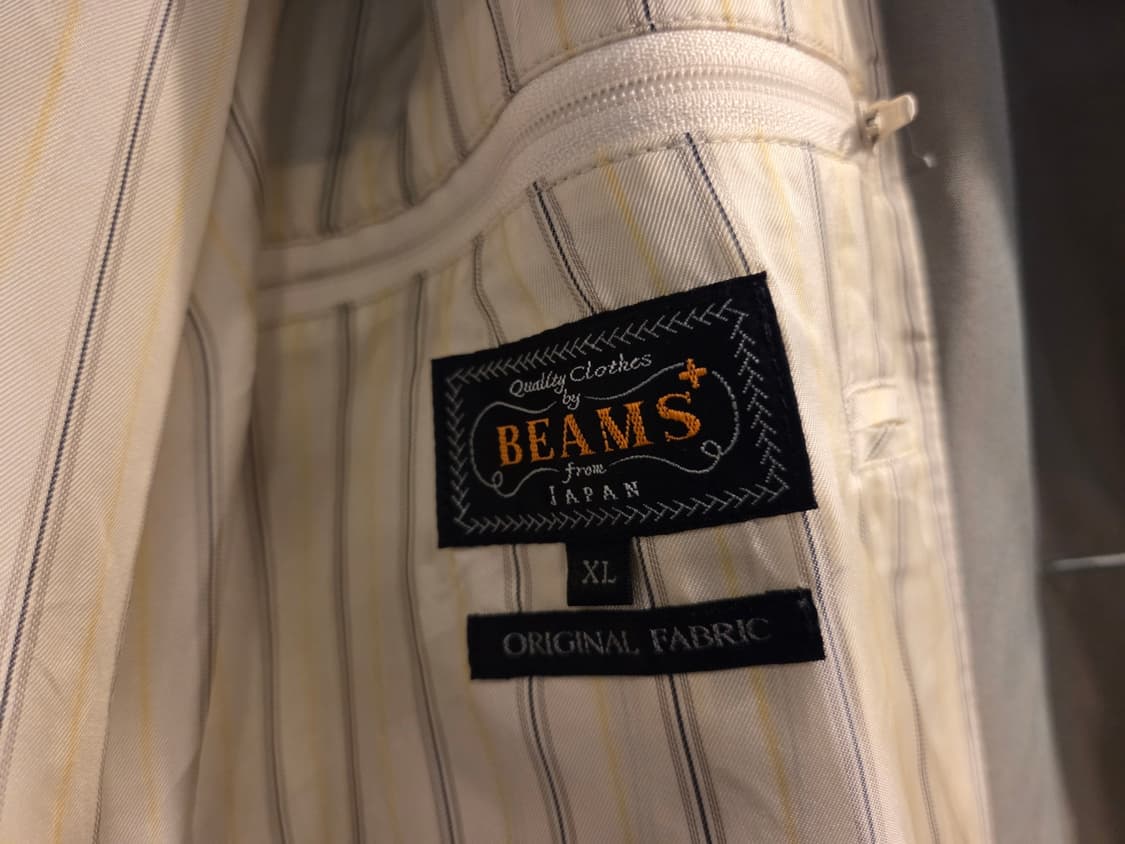 Quality Clothes
by
BEAMS+
from
JAPAN
XL
ORIGINAL FABRIC